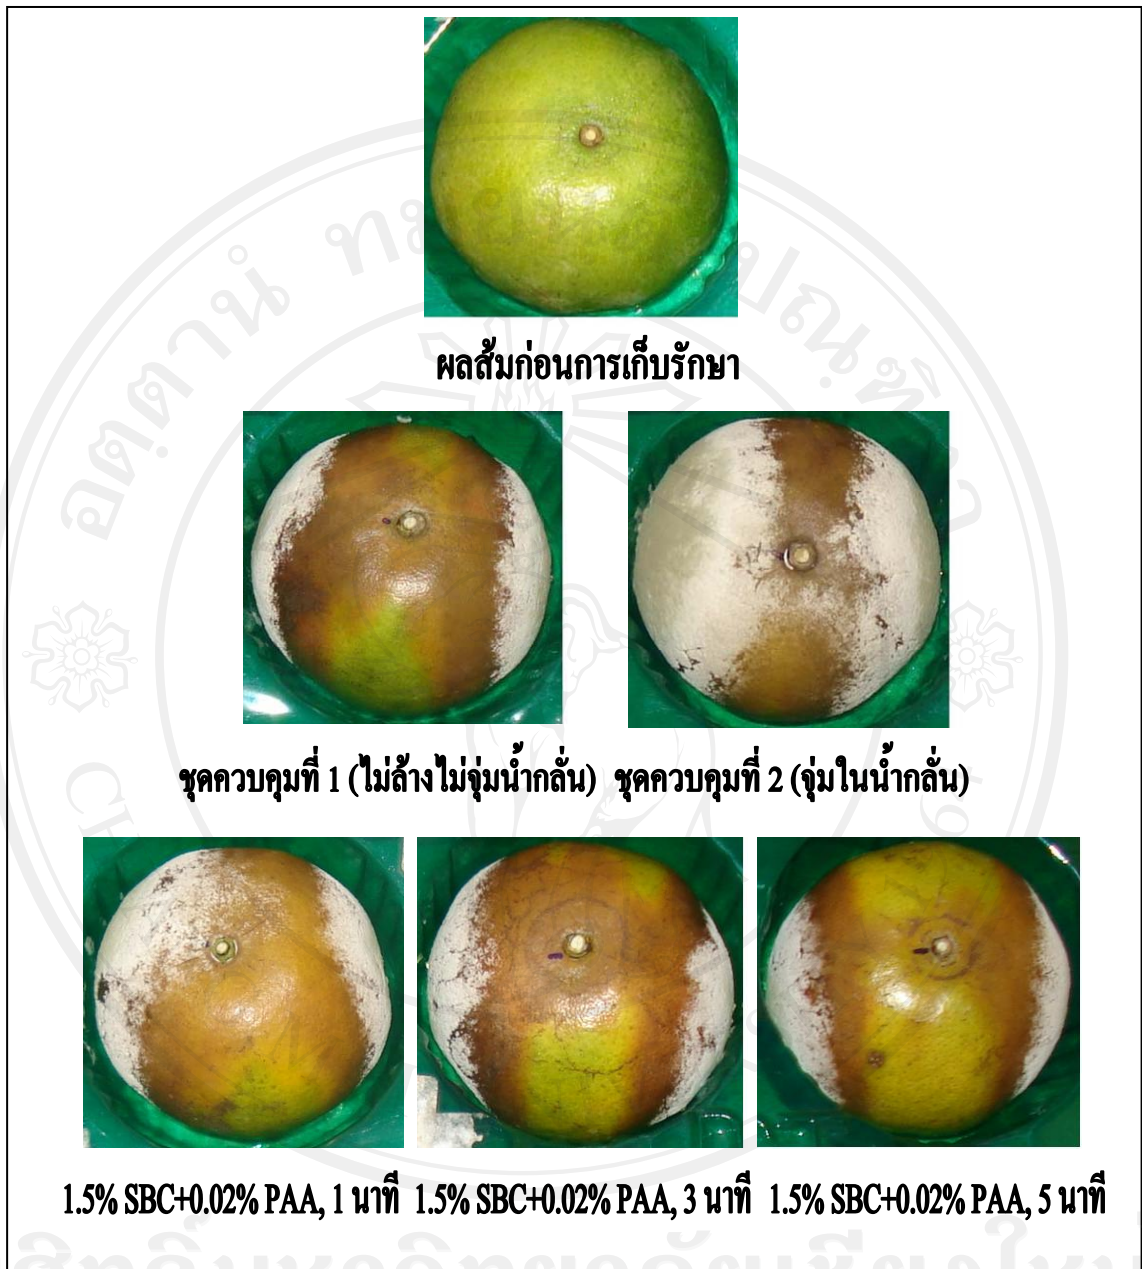 ผลส้มก่อนการเก็บรักษา
ชุดควบคุมที่ 1 (ไม่ล้างไม่จุ่มน้ำกลั่น) ชุดควบคุมที่ 2 (จุ่มในน้ำกลั่น)
1.5% SBC+0.02% PAA, 1 นาที 1.5% SBC+0.02% PAA, 3 นาที 1.5% SBC+0.02% PAA, 5 นาที